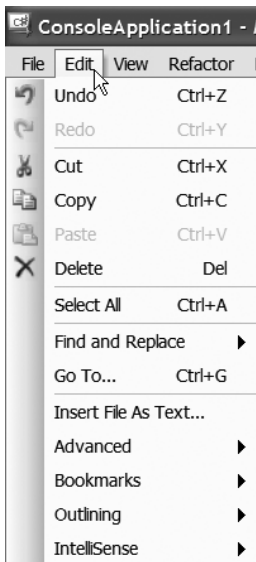 ConsoleApplication1 -
File Edit View Refactor
Undo Ctrl+Z
Redo Ctrl+Y
Cut Ctrl+X
Copy Ctrl+C
Paste Ctrl+V
Delete Del
Select All Ctrl+A
Find and Replace
Go To... Ctrl+G
Insert File As Text...
Advanced
Bookmarks
Outlining
IntelliSense